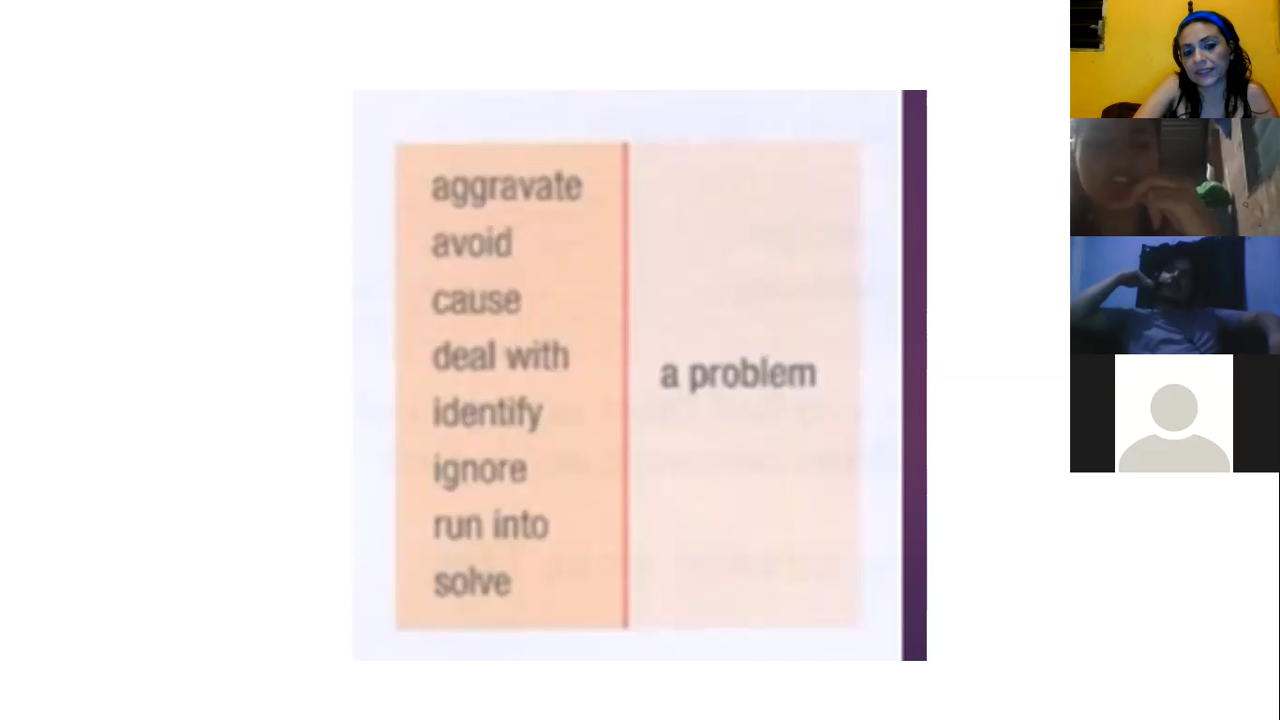 aggravate
avoid
cause
deal with
identify
ignore
run into
solve
a problem